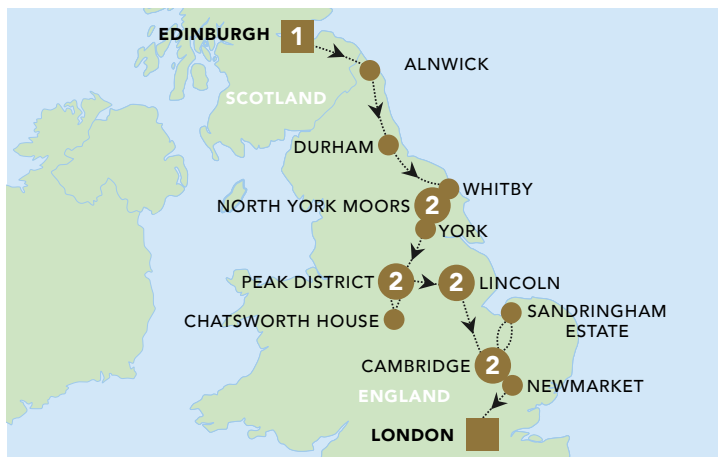 EDINBURGH 1
ALNWICK
SCOTLAND
DURHAM
WHITBY
NORTH YORK MOORS 2
YORK
PEAK DISTRICT 2
2 LINCOLN
CHATSWORTH HOUSE
SANDRINGHAM
ESTATE
CAMBRIDGE 2
NEWMARKET
ENGLAND
LONDON